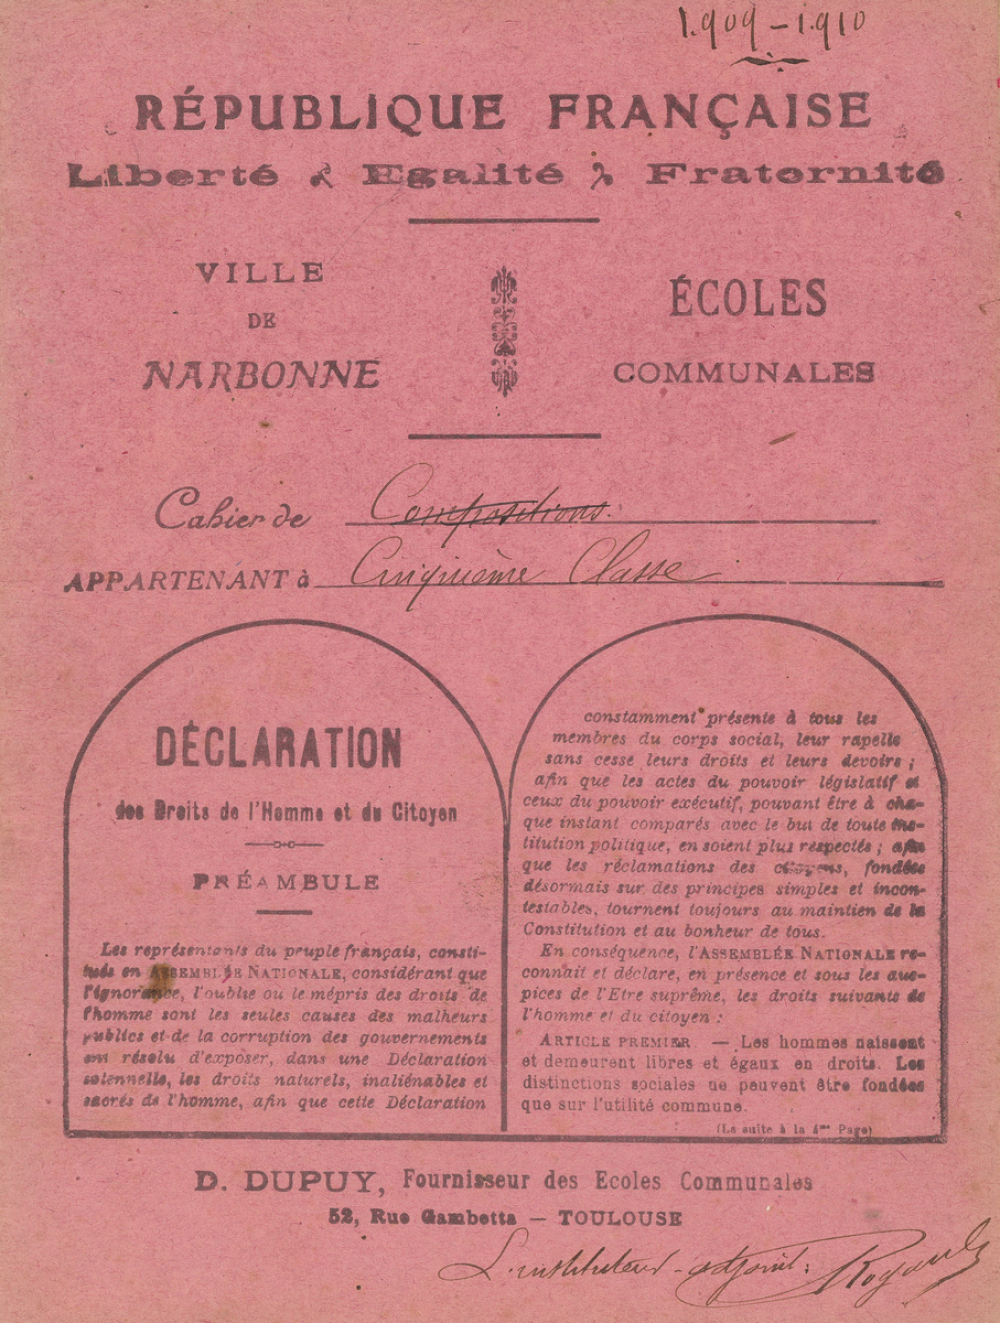 1.909-1.910
RÉPUBLIQUE FRANÇAISE
Liberté Egalité Fraternité
VILLE
DE
NARBONNE
ÉCOLES
COMMUNALES
Cahier de Compositions.
APPARTENANT à Cinquième Classe
DÉCLARATION
des Droits de l'Homme et du Citoyen
PRÉAMBULE
Les représentants du peuple français, consti-
tués en ASSEMBLÉE NATIONALE, considérant que
l'ignorance, l'oublie ou le mépris des droits de
l'homme sont les seules causes des malheurs
publics et de la corruption des gouvernements
ont résolu d'exposer, dans une Déclaration
solennelle, les droits naturels, inaliénables et
sacrés de l'homme, afin que cette Déclaration
constamment présente à tous les
membres du corps social, leur rapelle
sans cesse leurs droits et leurs devoirs ;
afin que les actes du pouvoir législatif et
ceux du pouvoir exécutif, pouvant être à cha-
que instant comparés avec le but de toute ins-
titution politique, en soient plus respectés ; afin
que les réclamations des citoyens, fondées
désormais sur des principes simples et incon-
testables, tournent toujours au maintien de la
Constitution et au bonheur de tous.
En conséquence, l'ASSEMBLÉE NATIONALE re-
connaît et déclare, en présence et sous les aus-
pices de l'Etre suprême, les droits suivants de
l'homme et du citoyen :
ARTICLE PREMIER — Les hommes naissent
et demeurent libres et égaux en droits. Les
distinctions sociales ne peuvent être fondées
que sur l'utilité commune.
(La suite à la 4me Page)
D. DUPUY, Fournisseur des Ecoles Communales
52, Rue Gambetta — TOULOUSE
L'instituteur-adjoint: